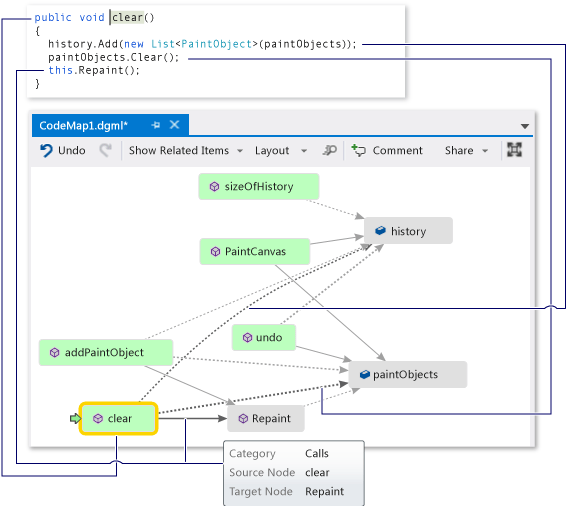 public void clear()
{
history.Add(new List<PaintObject>(paintObjects));
paintObjects.Clear();
this.Repaint();
}
CodeMap1.dgml*
Undo Show Related Items Layout Comment Share
sizeOfHistory
history
PaintCanvas
undo
addPaintObject
paintObjects
clear
Repaint
Category Calls
Source Node clear
Target Node Repaint